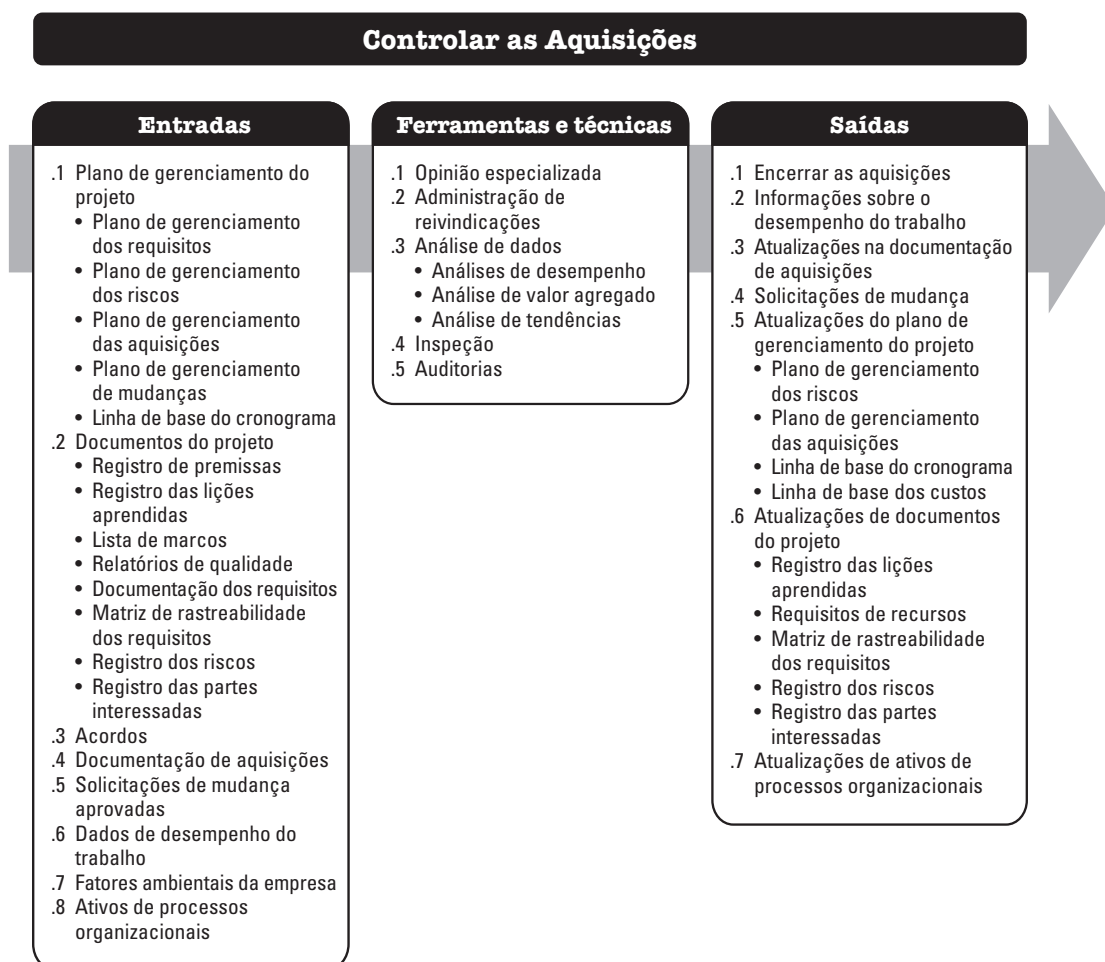 Controlar as Aquisições
Entradas
.1 Plano de gerenciamento do
projeto
• Plano de gerenciamento
dos requisitos
• Plano de gerenciamento
dos riscos
• Plano de gerenciamento
das aquisições
• Plano de gerenciamento
de mudanças
• Linha de base do cronograma
.2 Documentos do projeto
• Registro de premissas
• Registro das lições
aprendidas
• Lista de marcos
• Relatórios de qualidade
• Documentação dos requisitos
• Matriz de rastreabilidade
dos requisitos
• Registro dos riscos
• Registro das partes
interessadas
.3 Acordos
.4 Documentação de aquisições
.5 Solicitações de mudança
aprovadas
.6 Dados de desempenho do
trabalho
.7 Fatores ambientais da empresa
.8 Ativos de processos
organizacionais
Ferramentas e técnicas
.1 Opinião especializada
.2 Administração de
reivindicações
.3 Análise de dados
• Análises de desempenho
• Análise de valor agregado
• Análise de tendências
.4 Inspeção
.5 Auditorias
Saídas
.1 Encerrar as aquisições
.2 Informações sobre o
desempenho do trabalho
.3 Atualizações na documentação
de aquisições
.4 Solicitações de mudança
.5 Atualizações do plano de
gerenciamento do projeto
• Plano de gerenciamento
dos riscos
• Plano de gerenciamento
das aquisições
• Linha de base do cronograma
• Linha de base dos custos
.6 Atualizações de documentos
do projeto
• Registro das lições
aprendidas
• Requisitos de recursos
• Matriz de rastreabilidade
dos requisitos
• Registro dos riscos
• Registro das partes
interessadas
.7 Atualizações de ativos de
processos organizacionais